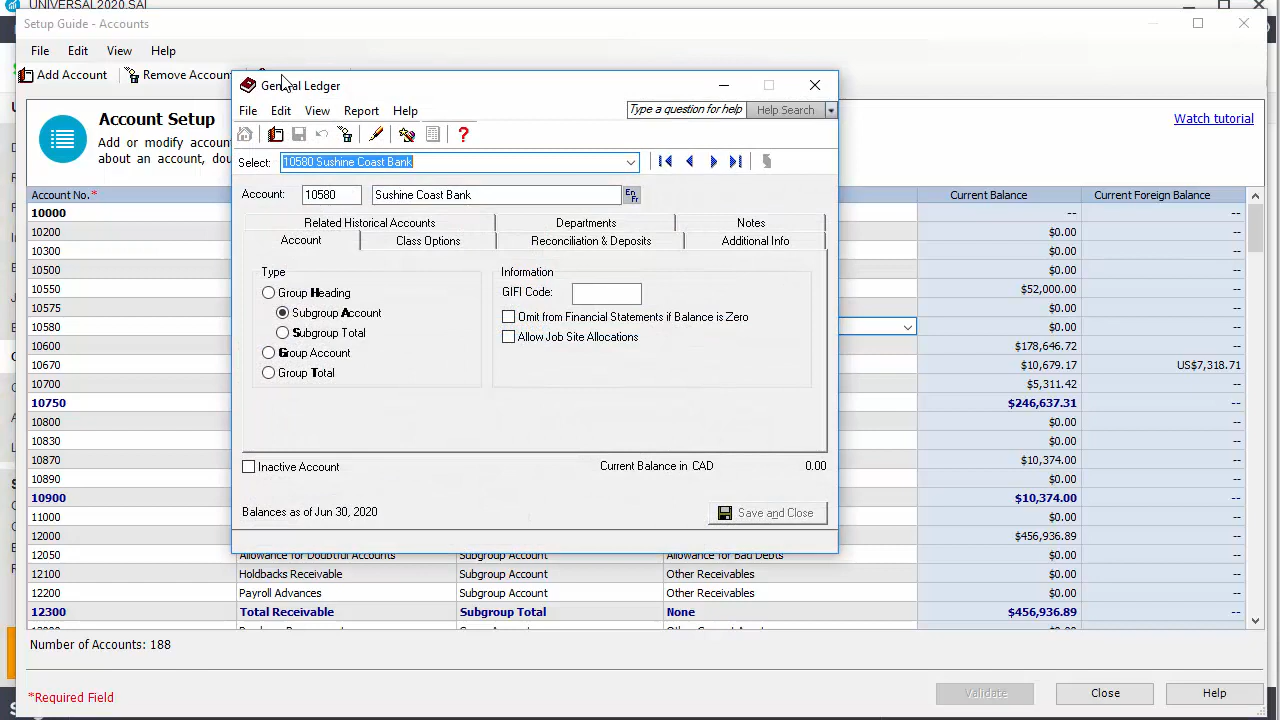 UNIVERSAL2020.SAI
Setup Guide - Accounts
File Edit View Help
Add Account Remove Account
Account Setup
Watch tutorial
Add or modify
about an account,
Account No.* Current Balance Current Foreign Balance
10000 -- --
10200 $0.00 --
10300 $0.00 --
10500 $0.00 --
10550 $52,000.00 --
10575 $0.00 --
10580 $0.00 --
10600 $178,646.72 --
10670 $10,679.17 US$7,318.71
10700 $5,311.42 --
10750 $246,637.31 --
10800 $0.00 --
10830 $0.00 --
10870 $10,374.00 --
10890 $0.00 --
10900 $10,374.00 --
11000 $0.00 --
12000 $456,936.89 --
12050 Allowance for Doubtful Accounts Subgroup Account Allowance for Bad Debts $0.00 --
12100 Holdbacks Receivable Subgroup Account Other Receivables $0.00 --
12200 Payroll Advances Subgroup Account Other Receivables $0.00 --
12300 Total Receivable Subgroup Total None $456,936.89 --
Number of Accounts: 188
*Required Field
Validate Close Help
General Ledger
File Edit View Report Help
Type a question for help Help Search
Select: 10580 Sushine Coast Bank
Account: 10580 Sushine Coast Bank En Fr
Related Historical Accounts Departments Notes
Account Class Options Reconciliation & Deposits Additional Info
Type
Group Heading
Subgroup Account
Subgroup Total
Group Account
Group Total
Information
GIFI Code:
Omit from Financial Statements if Balance is Zero
Allow Job Site Allocations
Inactive Account
Current Balance in CAD 0.00
Balances as of Jun 30, 2020
Save and Close